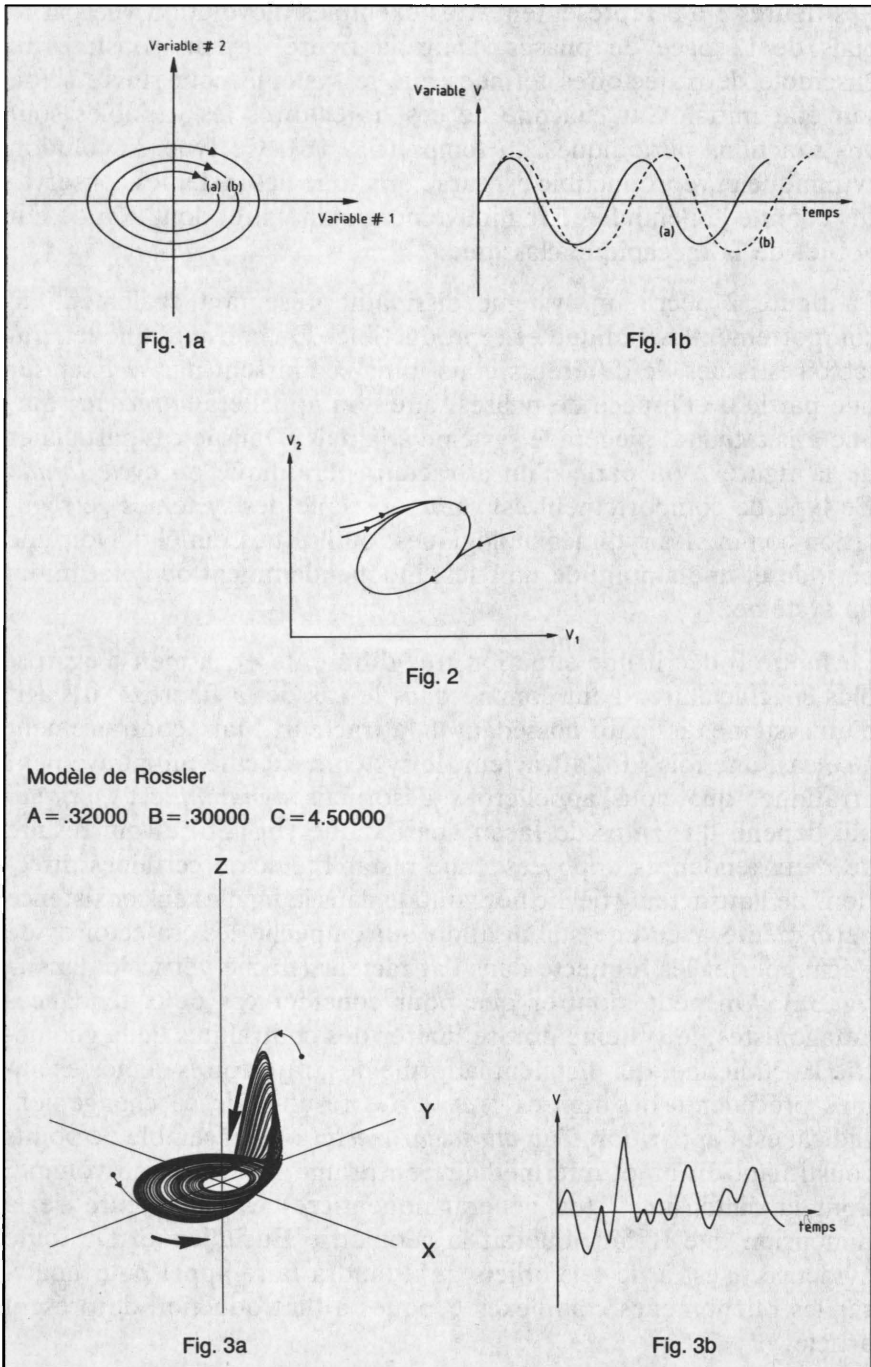 Variable # 2
(a) (b)
Variable # 1
Fig. 1a
Variable V
(a)
(b)
temps
Fig. 1b
V₂
V₁
Fig. 2
Modèle de Rossler
A = .32000 B = .30000 C = 4.50000
Z
Y
X
Fig. 3a
V
temps
Fig. 3b